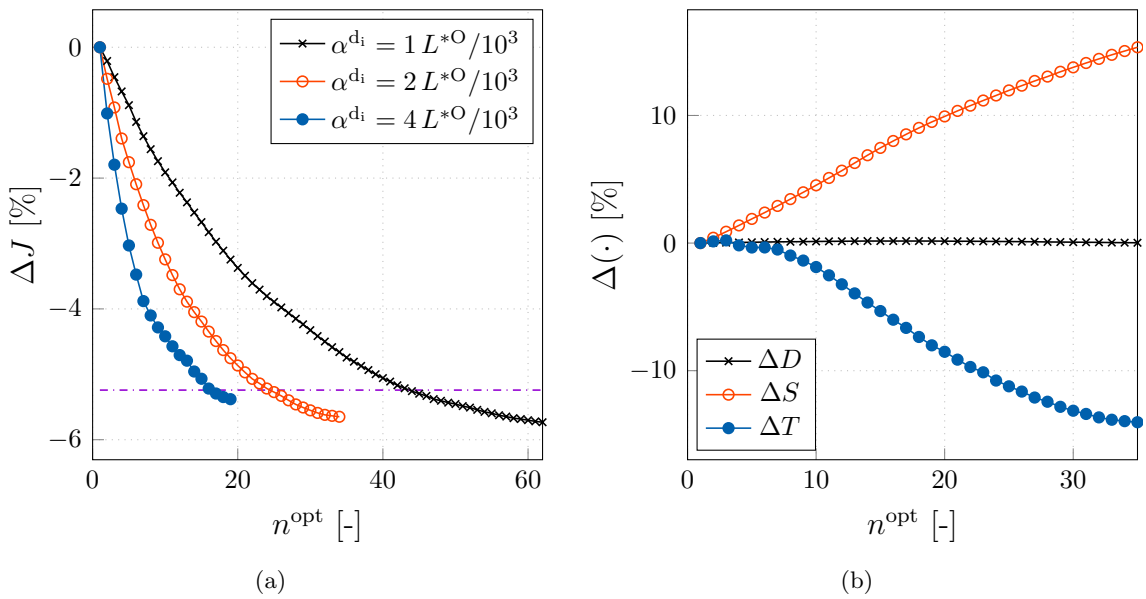 0
−2
−4
−6
ΔJ [%]
0
20
40
60
n^opt [-]
α^{d_i} = 1 L^{*O}/10^3
α^{d_i} = 2 L^{*O}/10^3
α^{d_i} = 4 L^{*O}/10^3
(a)
10
0
−10
Δ(·) [%]
0
10
20
30
n^opt [-]
ΔD
ΔS
ΔT
(b)